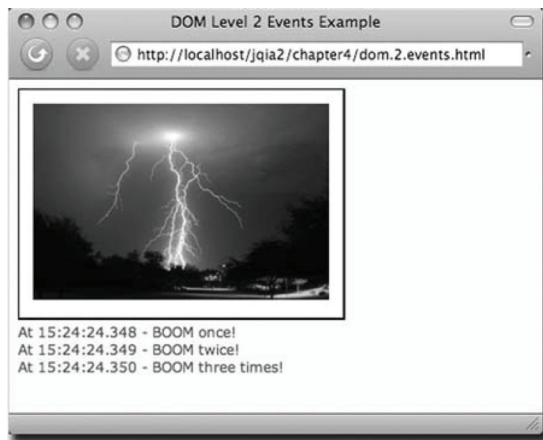 DOM Level 2 Events Example
http://localhost/jqia2/chapter4/dom.2.events.html
At 15:24:24.348 - BOOM once!
At 15:24:24.349 - BOOM twice!
At 15:24:24.350 - BOOM three times!